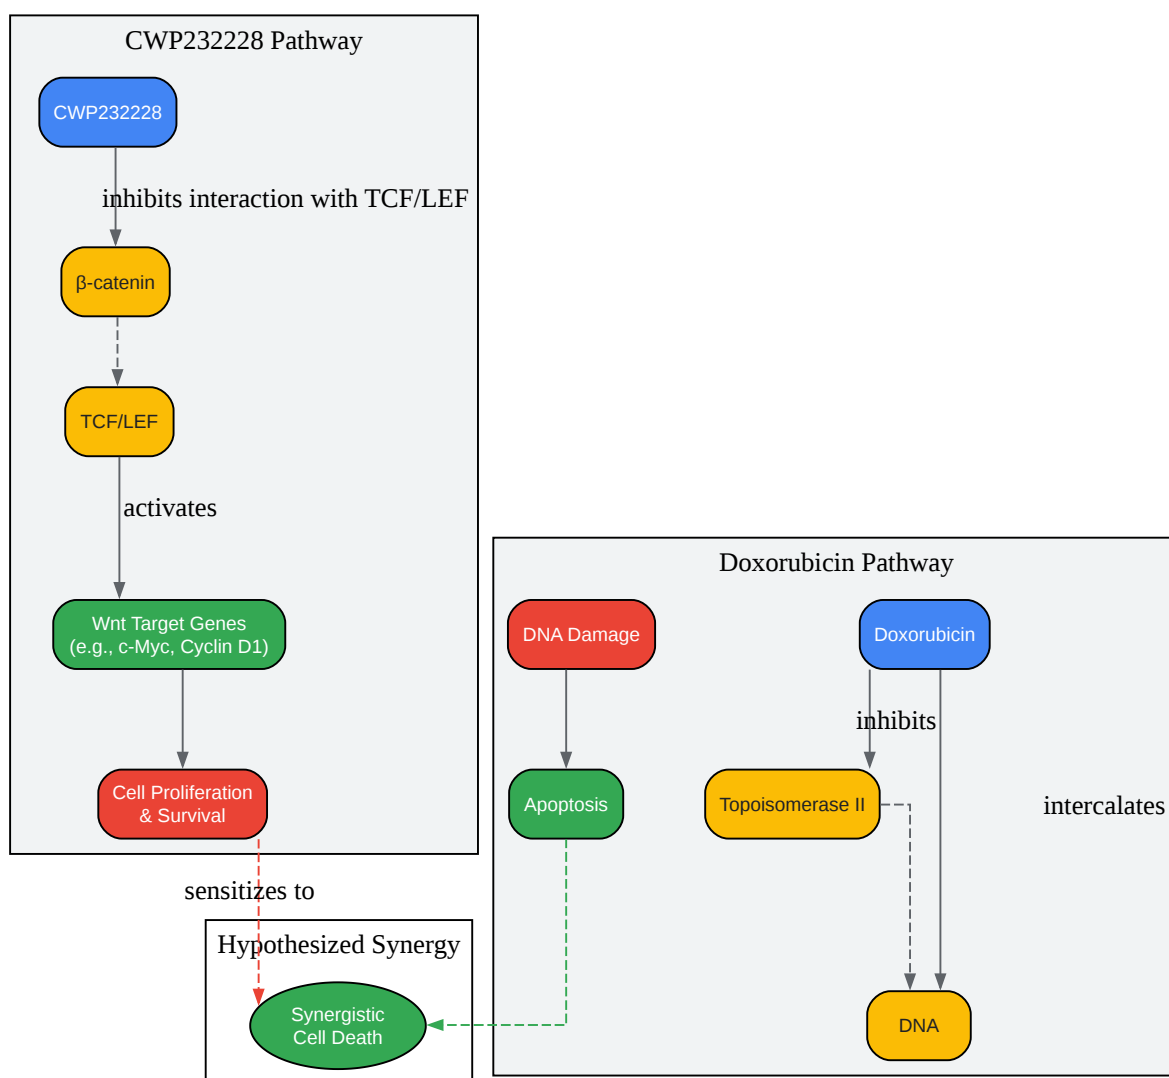 CWP232228 Pathway
CWP232228
inhibits interaction with TCF/LEF
β-catenin
TCF/LEF
activates
Wnt Target Genes
(e.g., c-Myc, Cyclin D1)
Cell Proliferation
& Survival
sensitizes to
Hypothesized Synergy
Synergistic
Cell Death
Doxorubicin Pathway
DNA Damage
Doxorubicin
inhibits
Apoptosis
Topoisomerase II
intercalates
DNA